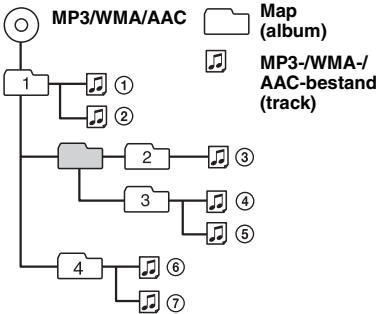 MP3/WMA/AAC
Map
(album)
MP3-/WMA-/
AAC-bestand
(track)
1
①
②
2
③
3
④
⑤
4
⑥
⑦